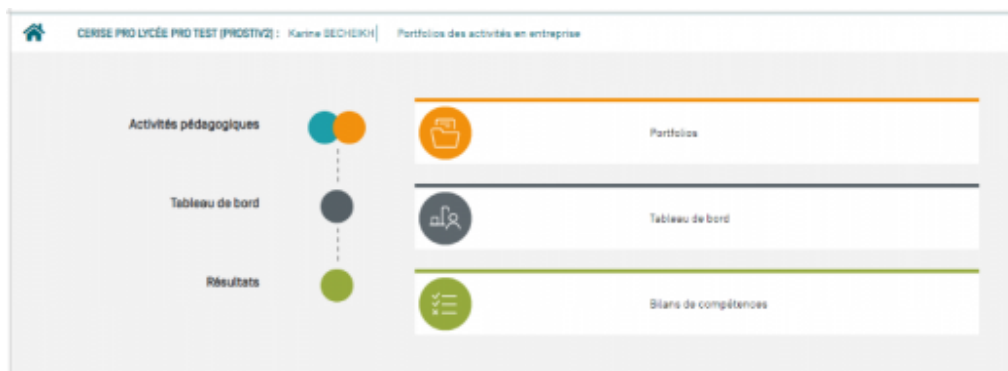 CERISE PRO LYCÉE PRO TEST (PROSTIV2) : Karine BECHEIKH Portfolios des activités en entreprise
Activités pédagogiques
Portfolios
Tableau de bord
Tableau de bord
Résultats
Bilans de compétences